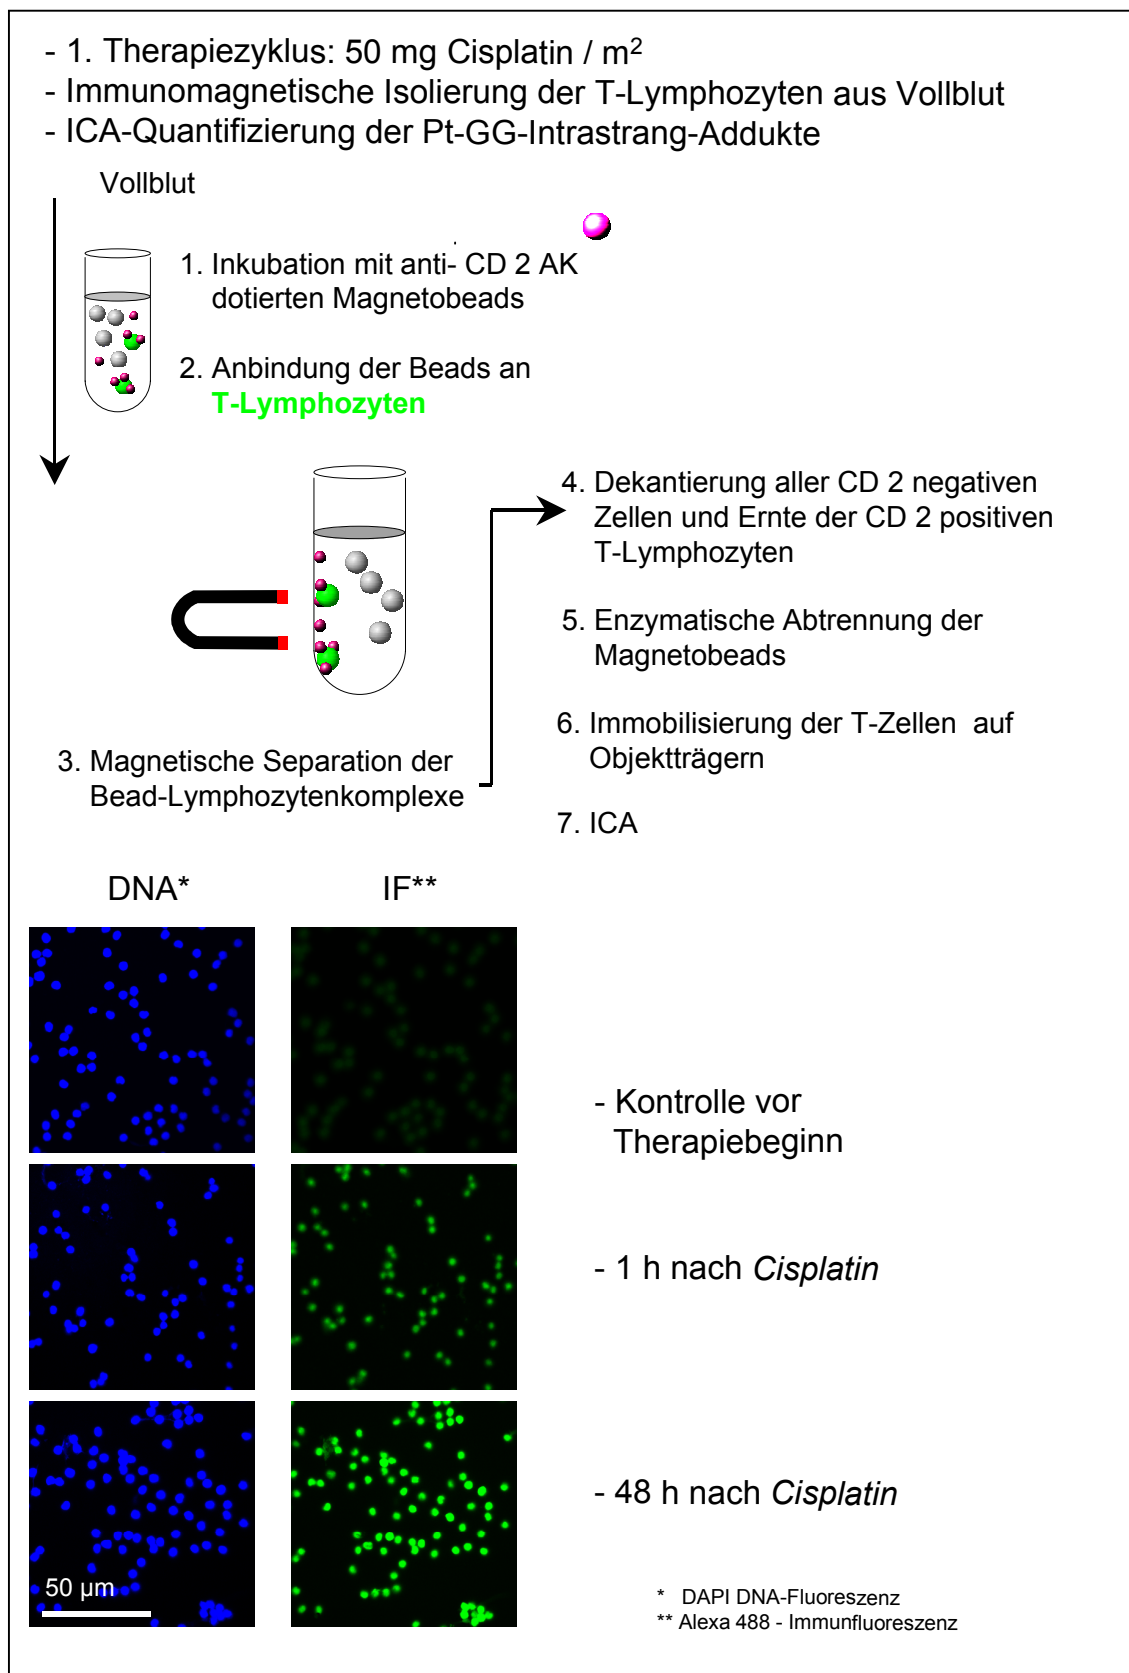 - 1. Therapiezyklus: 50 mg Cisplatin / m²
- Immunomagnetische Isolierung der T-Lymphozyten aus Vollblut
- ICA-Quantifizierung der Pt-GG-Intrastrang-Addukte
Vollblut
1. Inkubation mit anti- CD 2 AK
dotierten Magnetobeads
2. Anbindung der Beads an
T-Lymphozyten
3. Magnetische Separation der
Bead-Lymphozytenkomplexe
4. Dekantierung aller CD 2 negativen
Zellen und Ernte der CD 2 positiven
T-Lymphozyten
5. Enzymatische Abtrennung der
Magnetobeads
6. Immobilisierung der T-Zellen auf
Objektträgern
7. ICA
DNA*
IF**
- Kontrolle vor
Therapiebeginn
- 1 h nach Cisplatin
- 48 h nach Cisplatin
50 µm
* DAPI DNA-Fluoreszenz
** Alexa 488 - Immunfluoreszenz